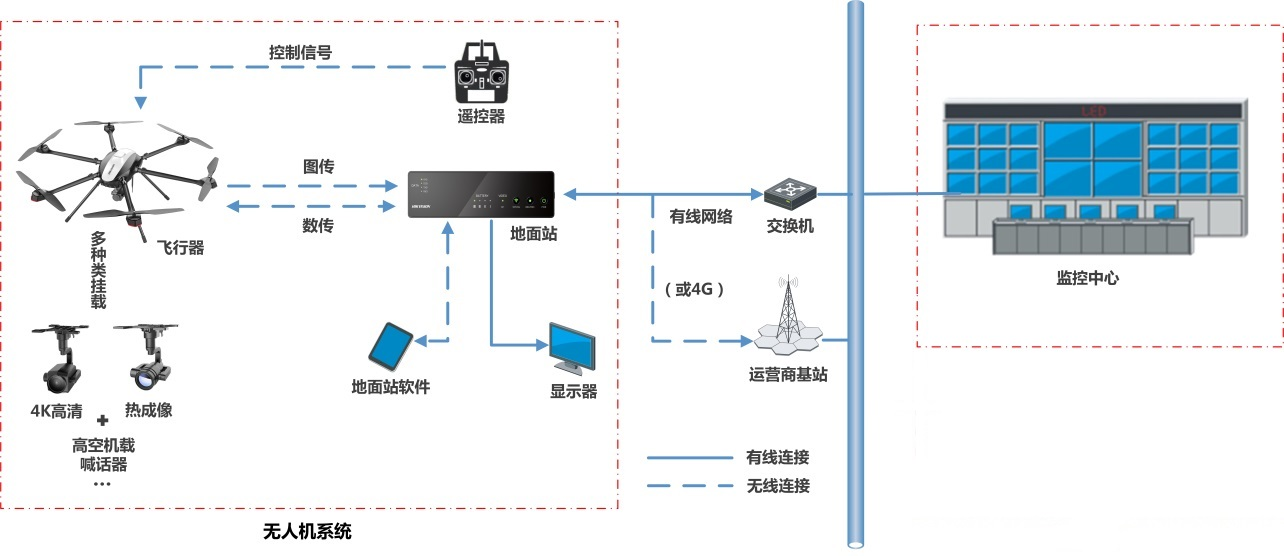 控制信号
遥控器
LED
图传
数传
地面站
飞行器
多种类挂载
有线网络
交换机
（或4G）
监控中心
运营商基站
地面站软件
显示器
4K高清
热成像
+
高空机载
喊话器
...
有线连接
无线连接
无人机系统